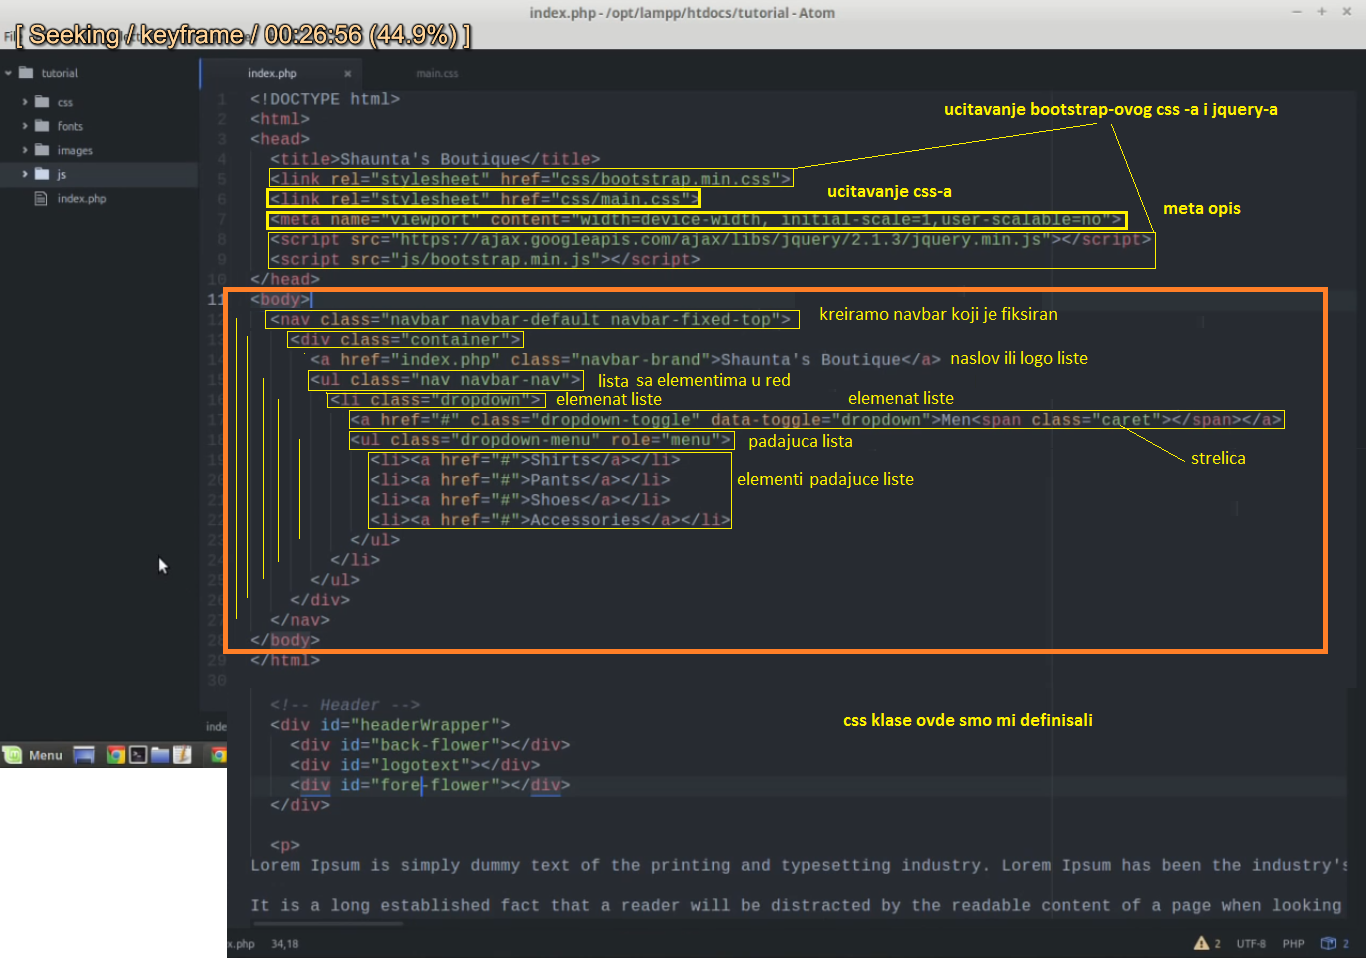 index.php - /opt/lampp/htdocs/tutorial - Atom
[ Seeking / keyframe / 00:26:56 (44.9%) ]
tutorial
css
fonts
images
js
index.php
index.php
main.css
ucitavanje bootstrap-ovog css -a i jquery-a
ucitavanje css-a
meta opis
1 <!DOCTYPE html>
2 <html>
3 <head>
4 <title>Shaunta's Boutique</title>
5 <link rel="stylesheet" href="css/bootstrap.min.css">
6 <link rel="stylesheet" href="css/main.css">
7 <meta name="viewport" content="width=device-width, initial-scale=1,user-scalable=no">
8 <script src="https://ajax.googleapis.com/ajax/libs/jquery/2.1.3/jquery.min.js"></script>
9 <script src="js/bootstrap.min.js"></script>
10 </head>
11 <body>
12 <nav class="navbar navbar-default navbar-fixed-top"> kreiramo navbar koji je fiksiran
13 <div class="container">
14 <a href="index.php" class="navbar-brand">Shaunta's Boutique</a> naslov ili logo liste
15 <ul class="nav navbar-nav"> lista sa elementima u red
16 <li class="dropdown"> elemenat liste elemenat liste
17 <a href="#" class="dropdown-toggle" data-toggle="dropdown">Men<span class="caret"></span></a>
18 <ul class="dropdown-menu" role="menu"> padajuca lista
strelica
19 <li><a href="#">Shirts</a></li>
20 <li><a href="#">Pants</a></li> elementi padajuce liste
21 <li><a href="#">Shoes</a></li>
22 <li><a href="#">Accessories</a></li>
23 </ul>
24 </li>
25 </ul>
26 </div>
27 </nav>
28 </body>
29 </html>
30
<!-- Header -->
<div id="headerWrapper"> css klase ovde smo mi definisali
<div id="back-flower"></div>
<div id="logotext"></div>
<div id="fore-flower"></div>
</div>
<p>
Lorem Ipsum is simply dummy text of the printing and typesetting industry. Lorem Ipsum has been the industry's
It is a long established fact that a reader will be distracted by the readable content of a page when looking
inde
Menu
x.php 34,18
2 UTF-8 PHP 2